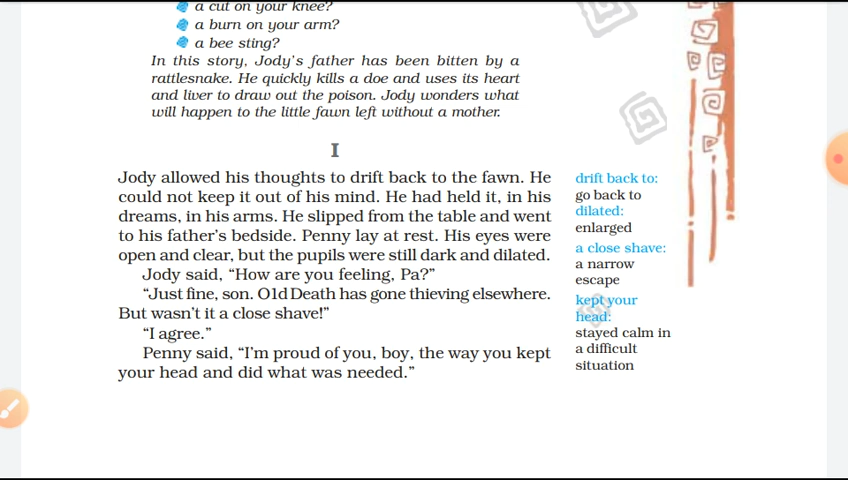 a cut on your knee?
a burn on your arm?
a bee sting?
In this story, Jody's father has been bitten by a
rattlesnake. He quickly kills a doe and uses its heart
and liver to draw out the poison. Jody wonders what
will happen to the little fawn left without a mother.
I
Jody allowed his thoughts to drift back to the fawn. He
could not keep it out of his mind. He had held it, in his
dreams, in his arms. He slipped from the table and went
to his father's bedside. Penny lay at rest. His eyes were
open and clear, but the pupils were still dark and dilated.
Jody said, “How are you feeling, Pa?”
“Just fine, son. O1d Death has gone thieving elsewhere.
But wasn't it a close shave!”
“I agree.”
Penny said, “I'm proud of you, boy, the way you kept
your head and did what was needed.”
drift back to:
go back to
dilated:
enlarged
a close shave:
a narrow
escape
kept your
head:
stayed calm in
a difficult
situation